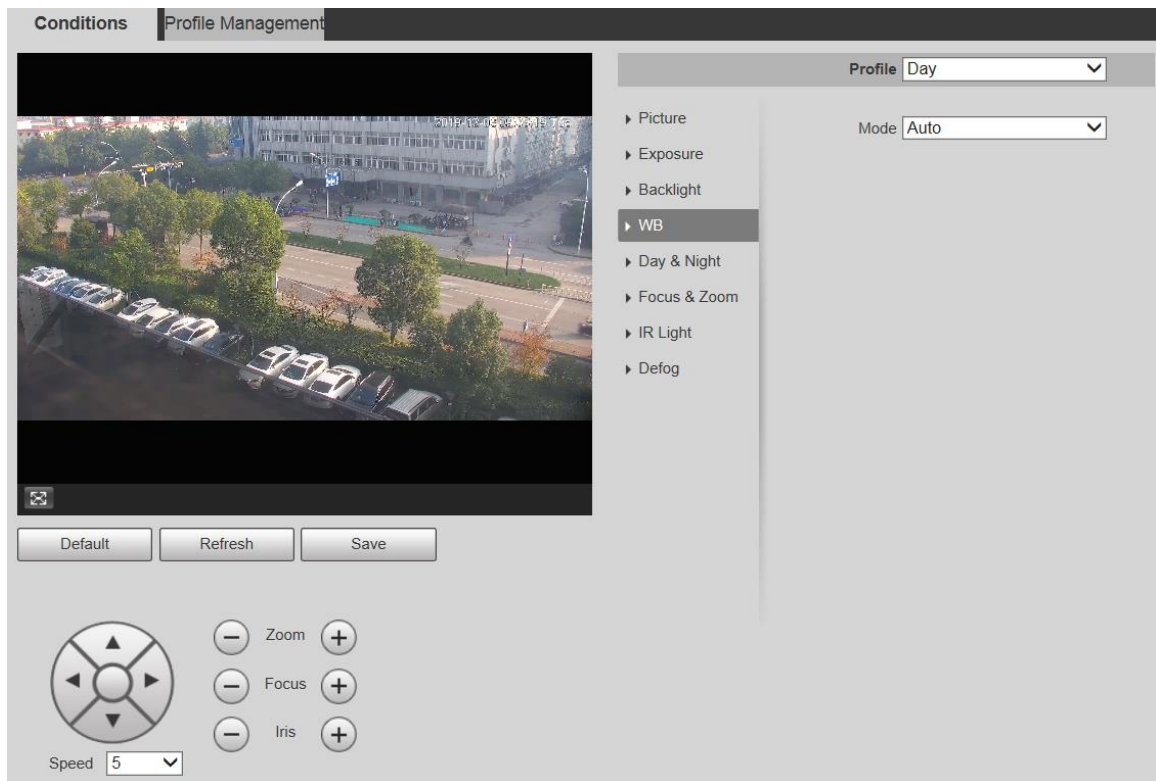 Conditions
Profile Management
Profile Day
Picture
Mode Auto
Exposure
Backlight
WB
Day & Night
Focus & Zoom
IR Light
Defog
Default
Refresh
Save
Zoom
Focus
Iris
Speed 5